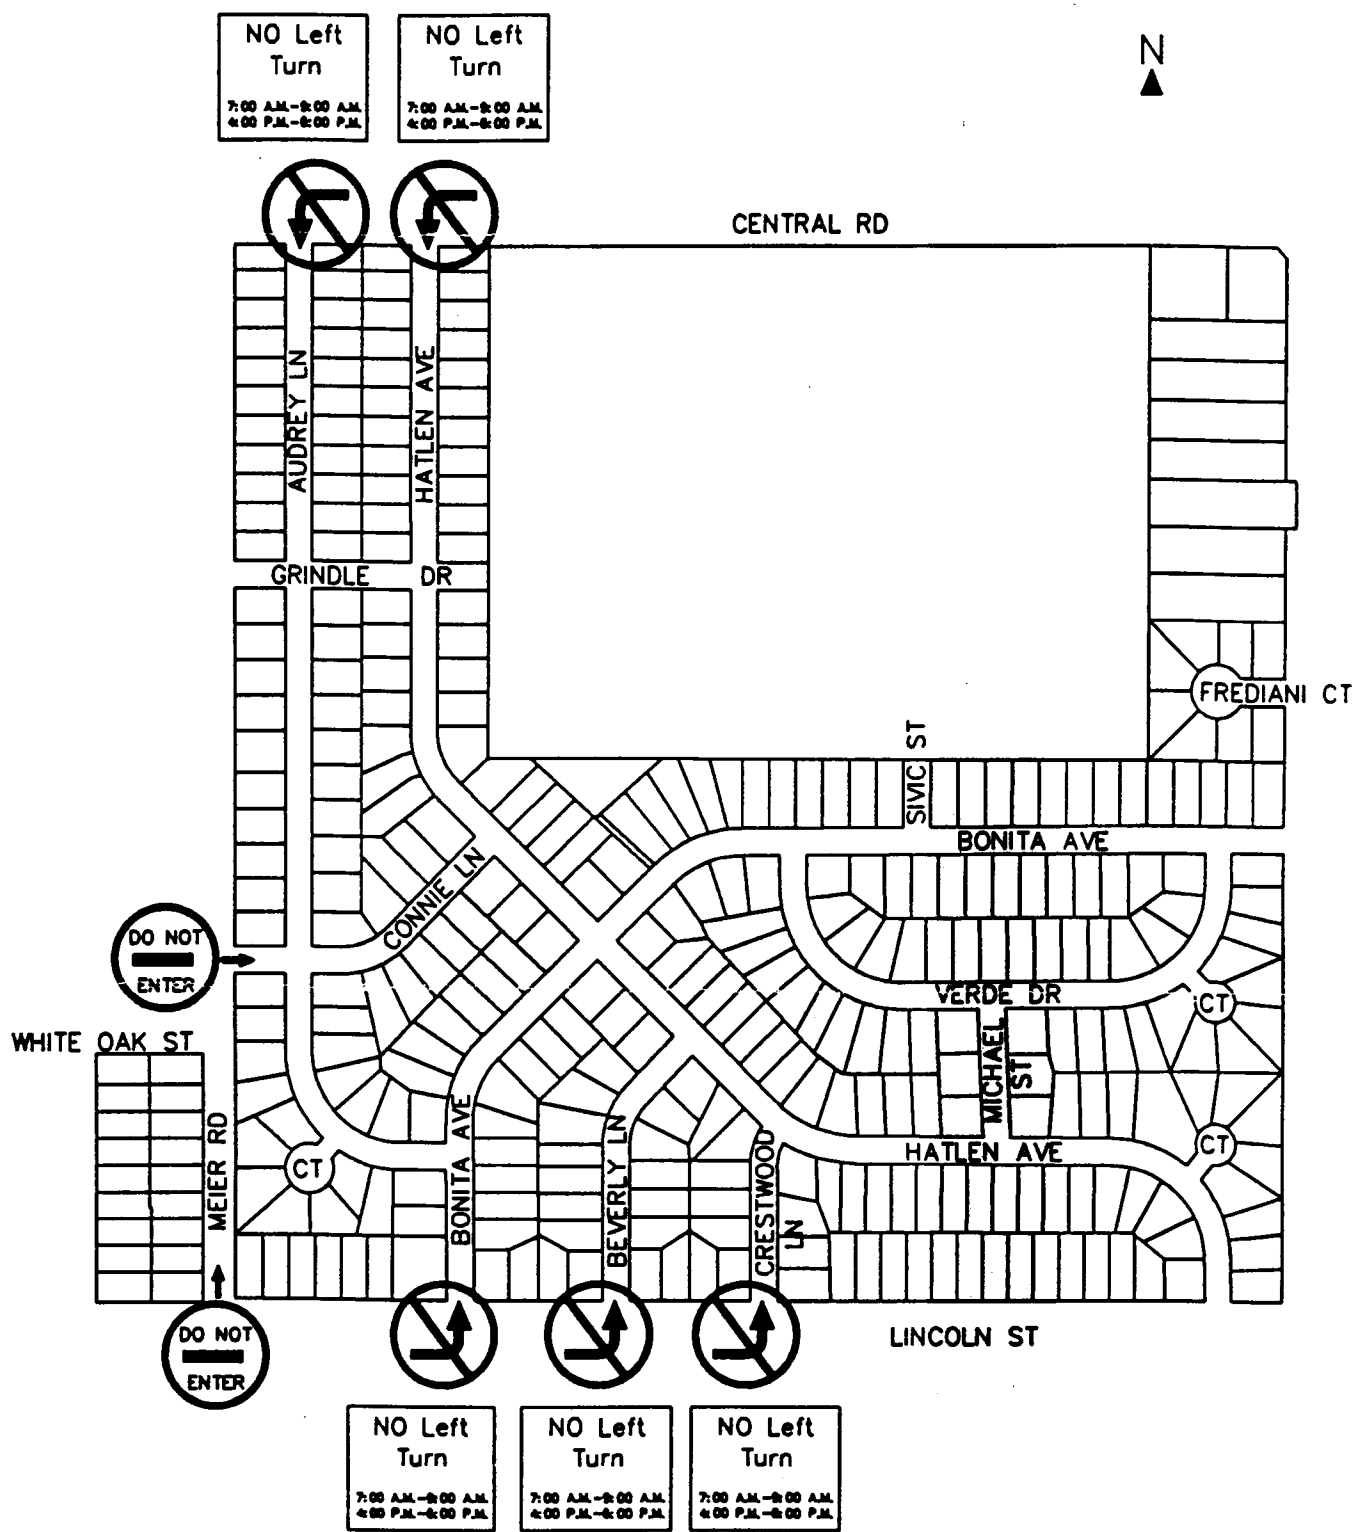 NO Left
Turn
7:00 A.M.-9:00 A.M.
4:00 P.M.-6:00 P.M.
NO Left
Turn
7:00 A.M.-9:00 A.M.
4:00 P.M.-6:00 P.M.
N
CENTRAL RD
AUDREY LN
HATLEN AVE
GRINDLE DR
FREDIANI CT
SIVIC ST
BONITA AVE
CONNIE LN
DO NOT
ENTER
VERDE DR
CT
WHITE OAK ST
MICHAEL
ST
MEIER RD
CT
BONITA AVE
BEVERLY LN
CRESTWOOD
LN
HATLEN AVE
CT
DO NOT
ENTER
LINCOLN ST
NO Left
Turn
7:00 A.M.-9:00 A.M.
4:00 P.M.-6:00 P.M.
NO Left
Turn
7:00 A.M.-9:00 A.M.
4:00 P.M.-6:00 P.M.
NO Left
Turn
7:00 A.M.-9:00 A.M.
4:00 P.M.-6:00 P.M.